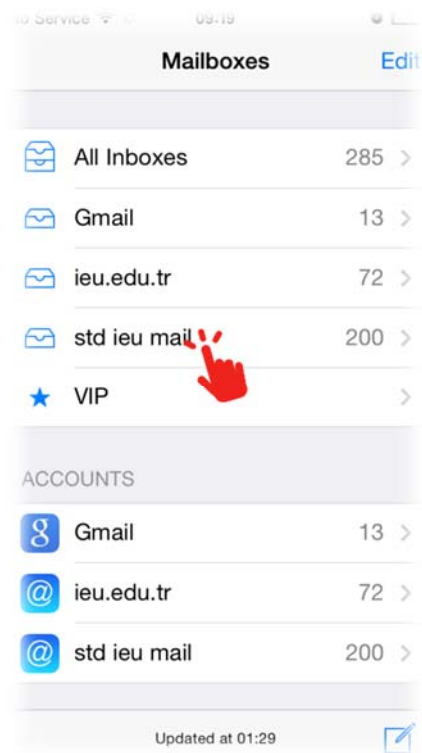 Service 09:19
Mailboxes Edit
All Inboxes 285
Gmail 13
ieu.edu.tr 72
std ieu mail 200
VIP
ACCOUNTS
Gmail 13
ieu.edu.tr 72
std ieu mail 200
Updated at 01:29